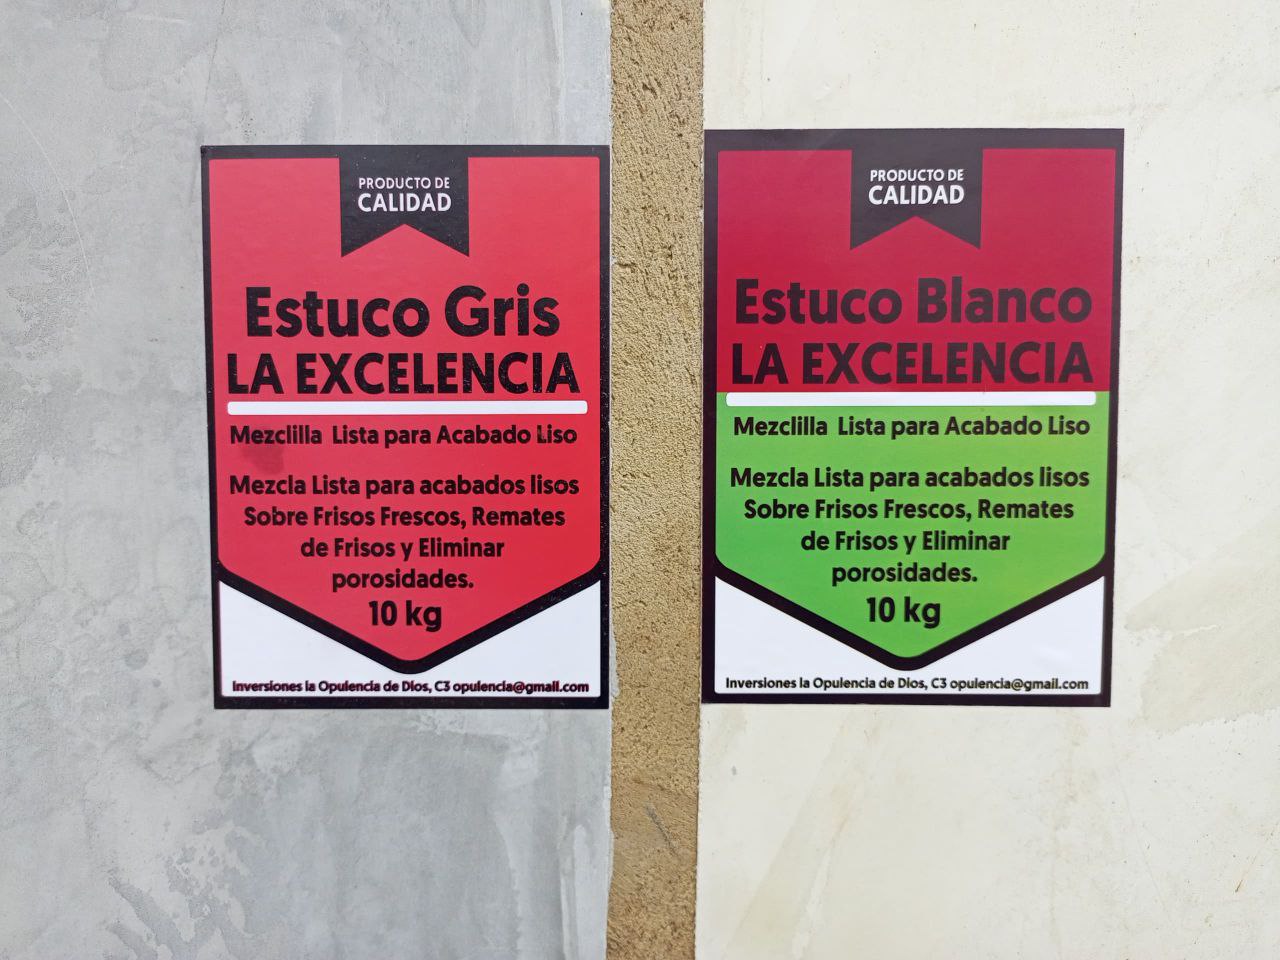 PRODUCTO DE
CALIDAD
Estuco Gris
LA EXCELENCIA
Mezclilla Lista para Acabado Liso
Mezcla Lista para acabados lisos
Sobre Frisos Frescos, Remates
de Frisos y Eliminar
porosidades.
10 kg
Inversiones la Opulencia de Dios, C3 opulencia@gmail.com
PRODUCTO DE
CALIDAD
Estuco Blanco
LA EXCELENCIA
Mezclilla Lista para Acabado Liso
Mezcla Lista para acabados lisos
Sobre Frisos Frescos, Remates
de Frisos y Eliminar
porosidades.
10 kg
Inversiones la Opulencia de Dios, C3 opulencia@gmail.com